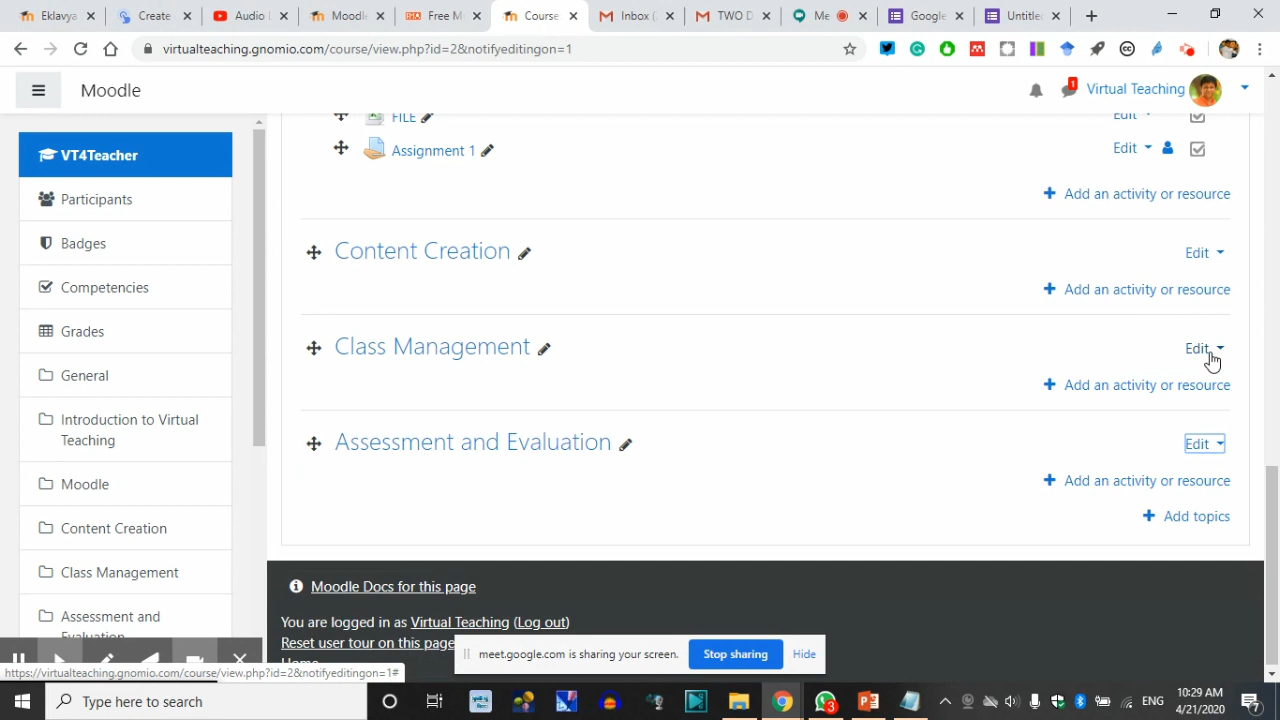 Eklavya
Create
Audio L
Moodle
Free M
Course
Inbox (
TWO D
Me
Google
Untitle
virtualteaching.gnomio.com/course/view.php?id=2&notifyeditingon=1
Moodle
1
Virtual Teaching
VT4Teacher
Participants
Badges
Competencies
Grades
General
Introduction to Virtual
Teaching
Moodle
Content Creation
Class Management
Assessment and
Evaluation
FILE
Edit
Assignment 1
Edit
Add an activity or resource
Content Creation
Edit
Add an activity or resource
Class Management
Edit
Add an activity or resource
Assessment and Evaluation
Edit
Add an activity or resource
Add topics
Moodle Docs for this page
You are logged in as Virtual Teaching (Log out)
Reset user tour on this page
Home
meet.google.com is sharing your screen.
Stop sharing
Hide
https://virtualteaching.gnomio.com/course/view.php?id=2&notifyeditingon=1#
Type here to search
3
ENG
10:29 AM
4/21/2020
7